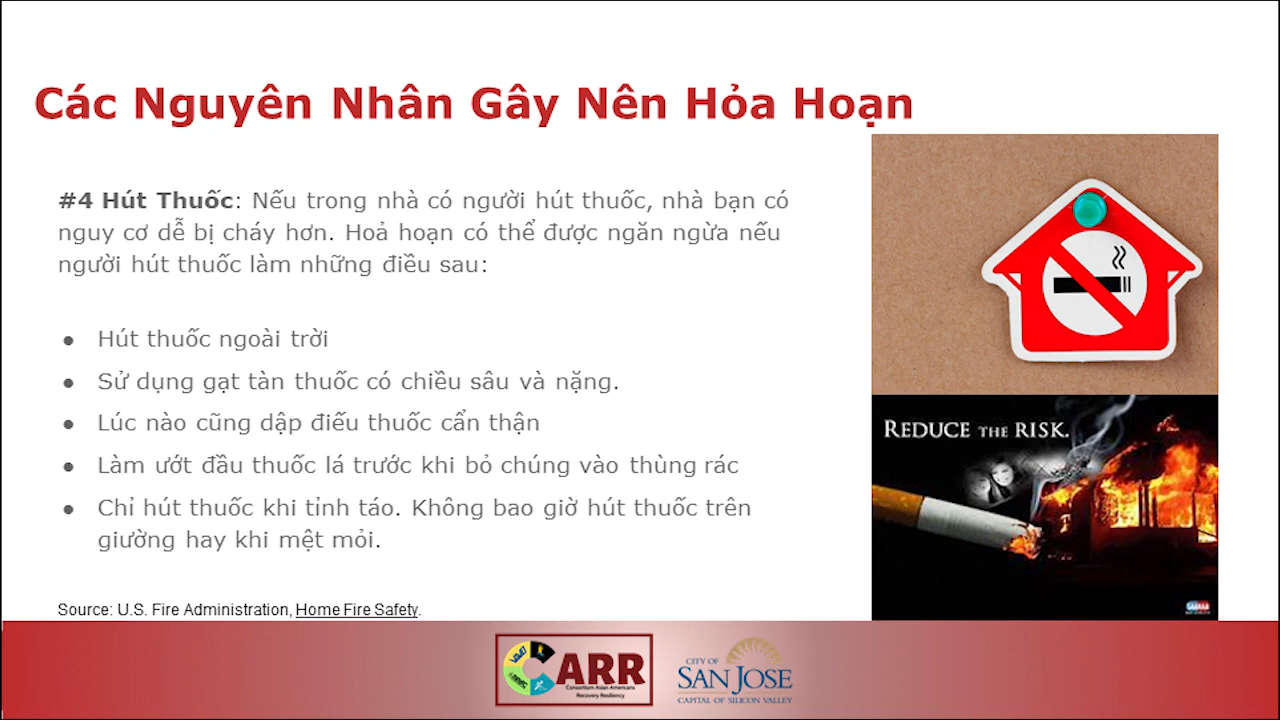 Các Nguyên Nhân Gây Nên Hỏa Hoạn
#4 Hút Thuốc: Nếu trong nhà có người hút thuốc, nhà bạn có
nguy cơ dễ bị cháy hơn. Hoả hoạn có thể được ngăn ngừa nếu
người hút thuốc làm những điều sau:
● Hút thuốc ngoài trời
● Sử dụng gạt tàn thuốc có chiều sâu và nặng.
● Lúc nào cũng dập điếu thuốc cẩn thận
● Làm ướt đầu thuốc lá trước khi bỏ chúng vào thùng rác
● Chỉ hút thuốc khi tỉnh táo. Không bao giờ hút thuốc trên
giường hay khi mệt mỏi.
REDUCE THE RISK.
Source: U.S. Fire Administration, Home Fire Safety.
CARR
Consortium Asian Americans
Recovery Resiliency
CITY OF
SAN JOSE
CAPITAL OF SILICON VALLEY